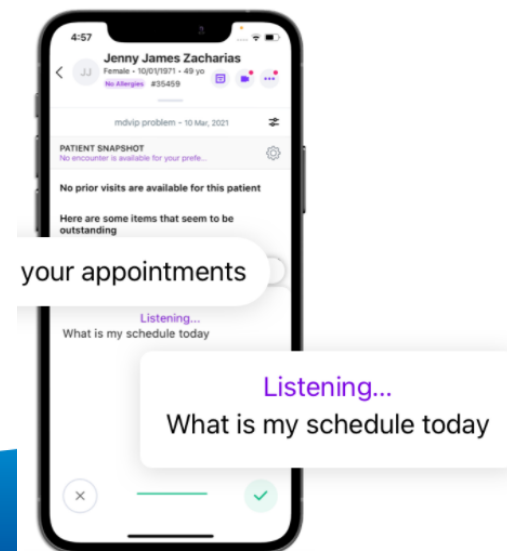 4:57
JJ
Jenny James Zacharias
Female • 10/01/1971 • 49 yo
No Allergies #35459
mdvip problem - 10 Mar, 2021
PATIENT SNAPSHOT
No encounter is available for your prefe...
No prior visits are available for this patient
Here are some items that seem to be
outstanding
your appointments
Listening...
What is my schedule today
Listening...
What is my schedule today